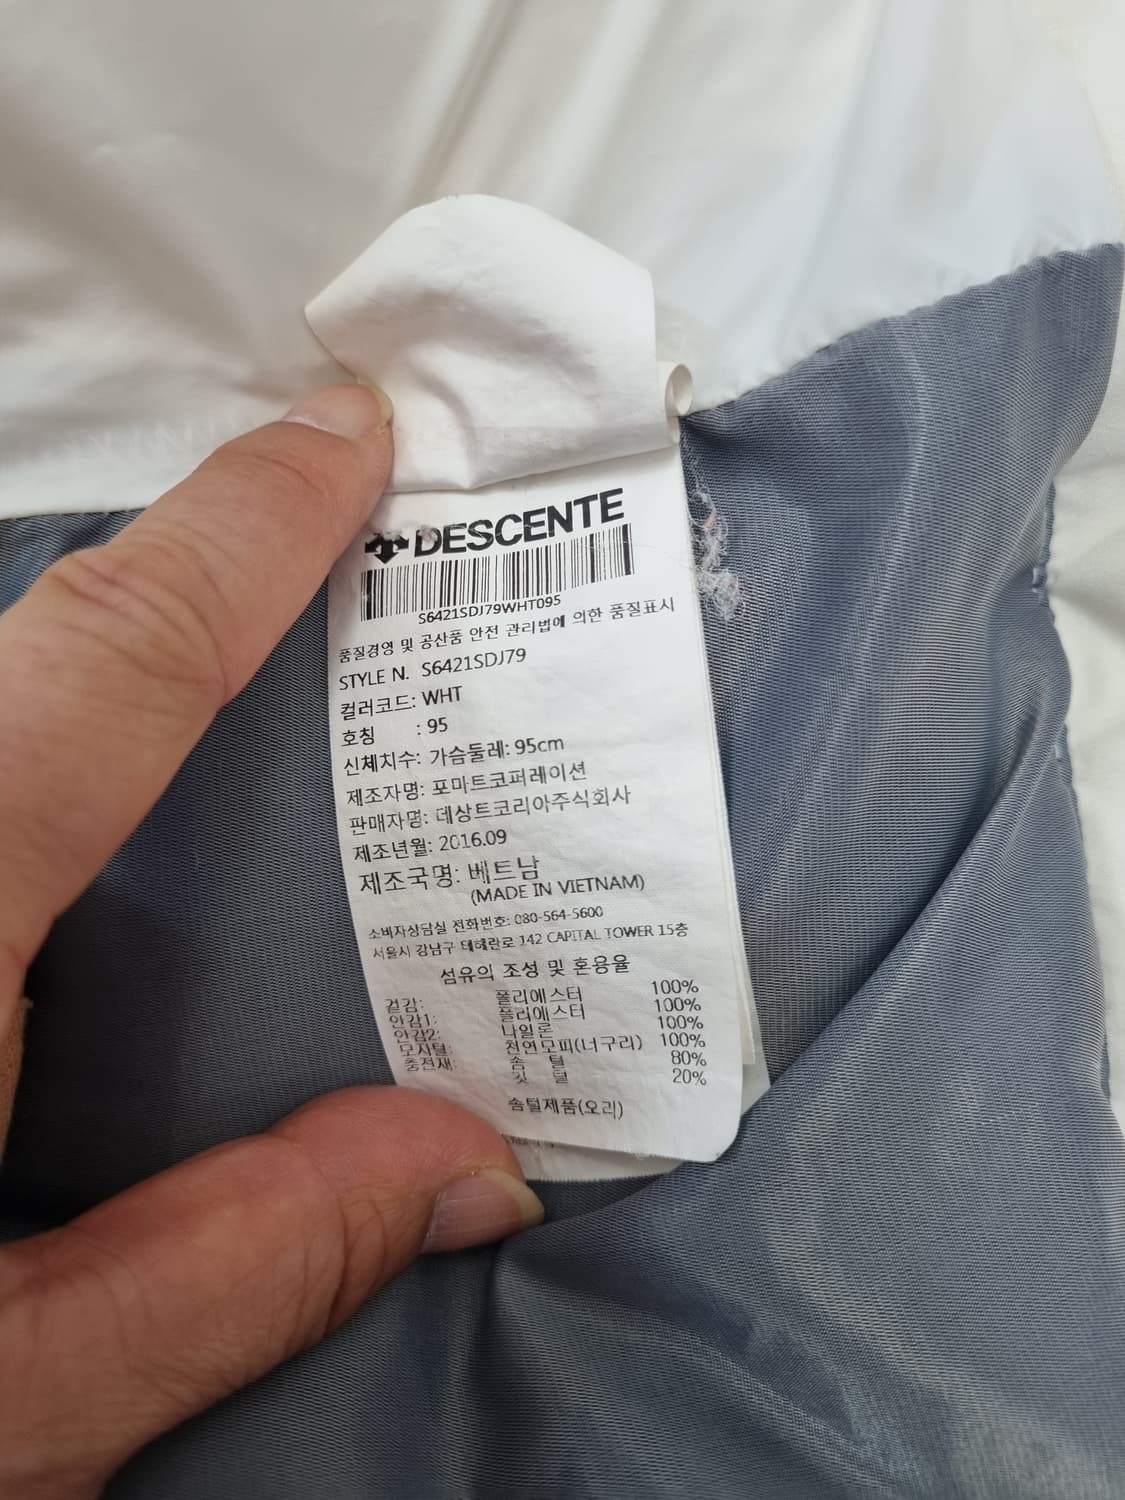 DESCENTE
S6421SDJ79WHT095
품질경영 및 공산품 안전 관리법에 의한 품질표시
STYLE N. S6421SDJ79
컬러코드: WHT
호칭 : 95
신체치수: 가슴둘레: 95cm
제조자명: 포마트코퍼레이션
판매자명: 데상트코리아주식회사
제조년월: 2016.09
제조국명: 베트남
(MADE IN VIETNAM)
소비자상담실 전화번호: 080-564-5600
서울시 강남구 테헤란로 142 CAPITAL TOWER 15층
섬유의 조성 및 혼용율
겉감: 폴리에스터 100%
안감1: 폴리에스터 100%
안감2: 나일론 100%
모자털: 천연모피(너구리) 100%
충전재: 솜 털 80%
깃 털 20%
솜털제품(오리)